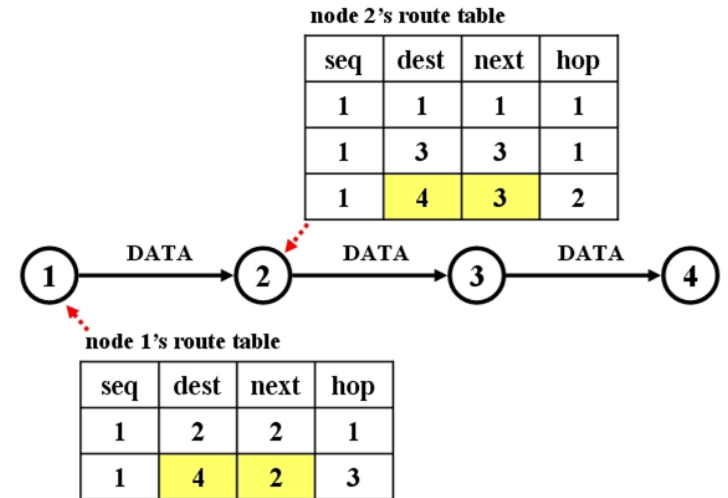 node 2’s route table
seq dest next hop
1 1 1 1
1 3 3 1
1 4 3 2
DATA DATA DATA
1 2 3 4
node 1’s route table
seq dest next hop
1 2 2 1
1 4 2 3